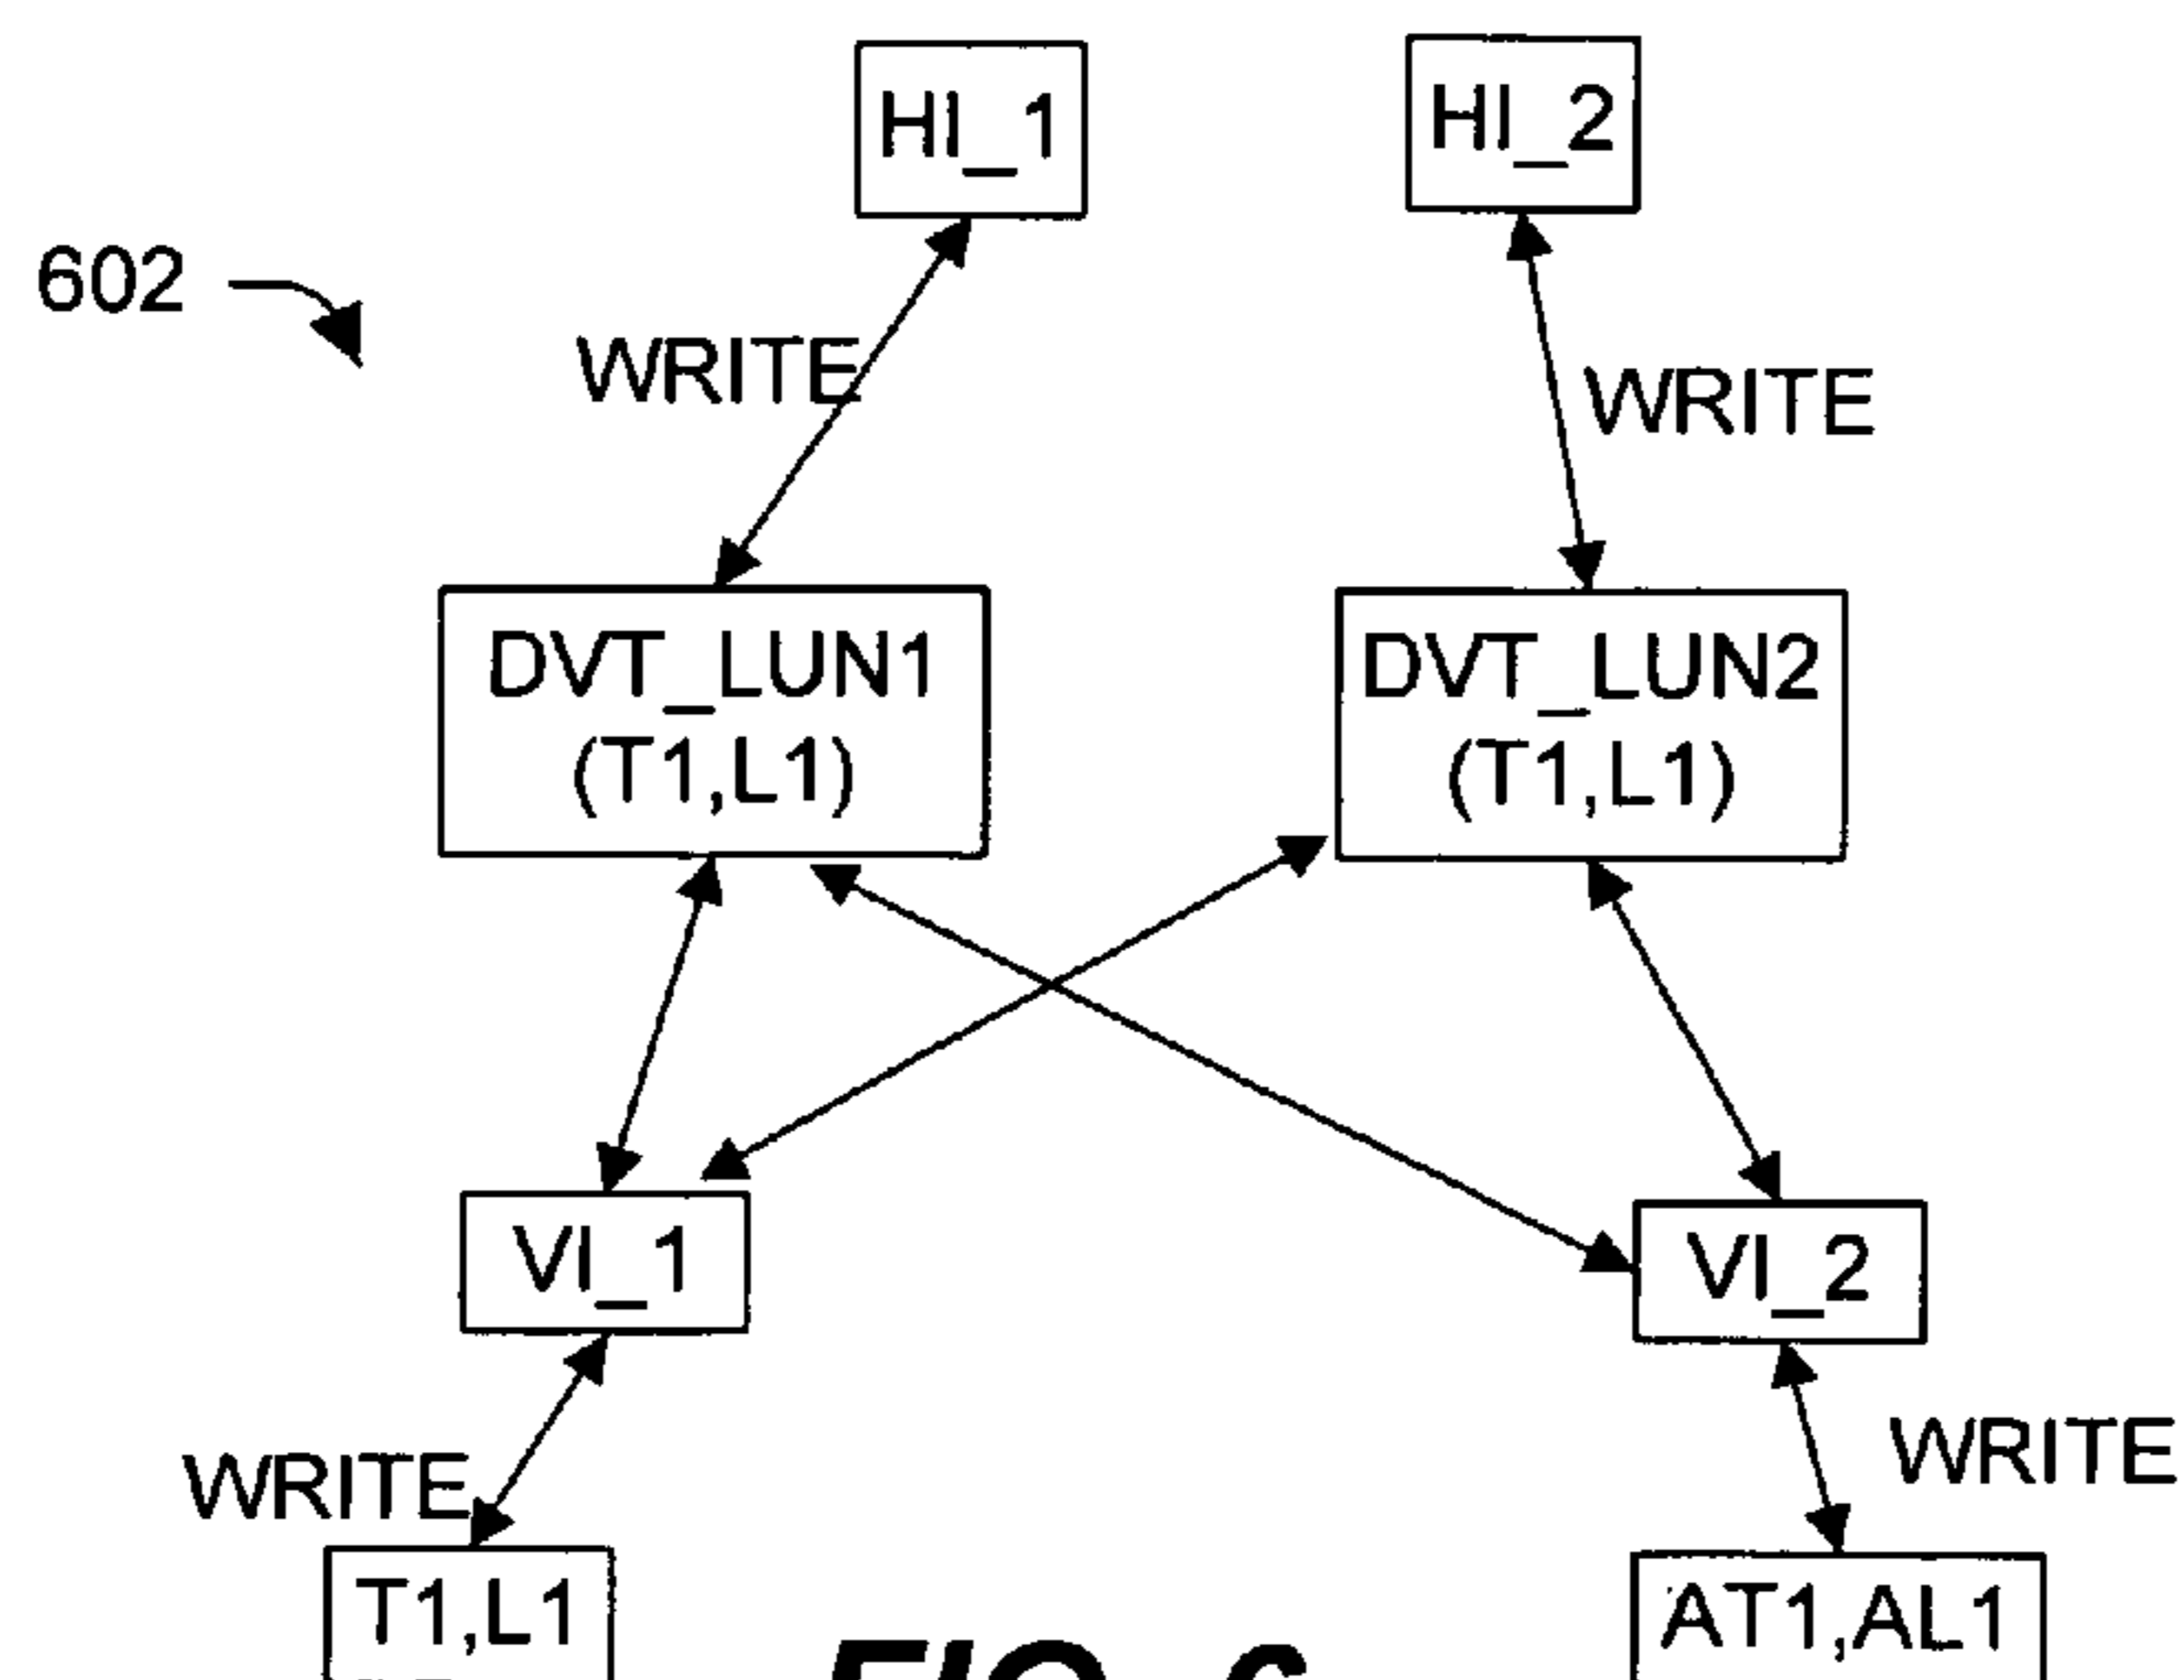 HI_1
HI_2
602
WRITE
WRITE
DVT_LUN1
(T1,L1)
DVT_LUN2
(T1,L1)
VI_1
VI_2
WRITE
WRITE
T1,L1
AT1,AL1